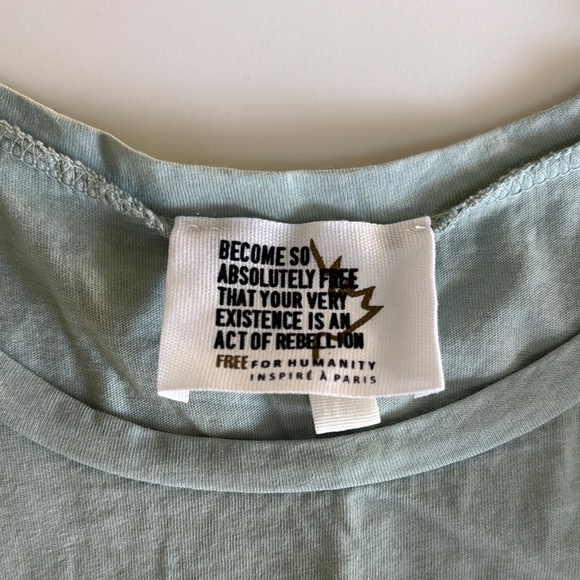 BECOME SO
ABSOLUTELY FREE
THAT YOUR VERY
EXISTENCE IS AN
ACT OF REBELLION
FREE FOR HUMANITY
INSPIRÉ À PARIS